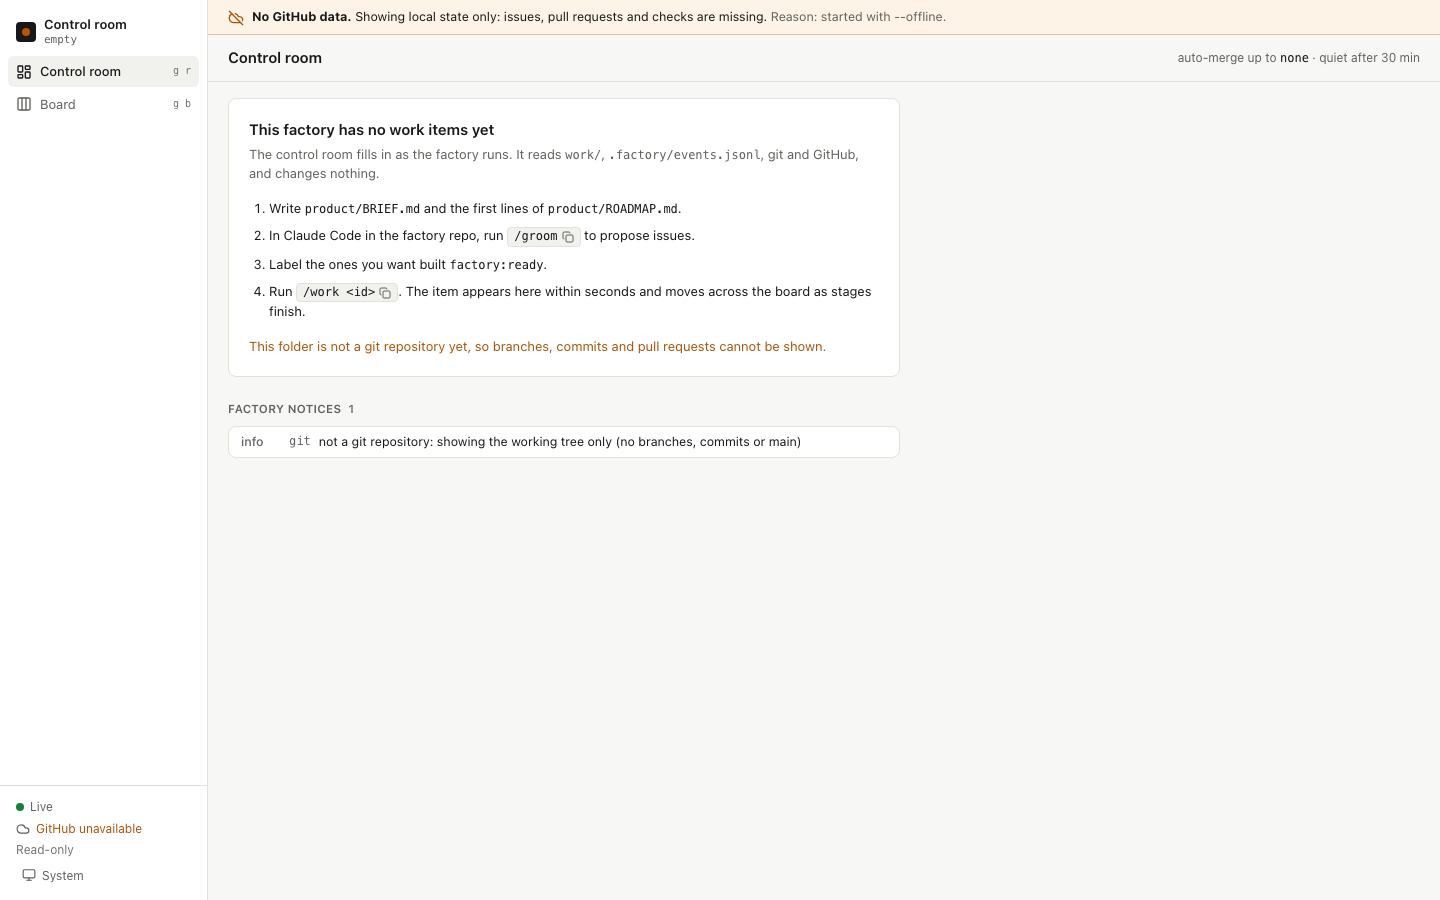 Control room
empty
Control room g r
Board g b
Live
GitHub unavailable
Read-only
System
No GitHub data. Showing local state only: issues, pull requests and checks are missing. Reason: started with --offline.
Control room
auto-merge up to none · quiet after 30 min
This factory has no work items yet
The control room fills in as the factory runs. It reads work/, .factory/events.jsonl, git and GitHub,
and changes nothing.
1. Write product/BRIEF.md and the first lines of product/ROADMAP.md.
2. In Claude Code in the factory repo, run /groom to propose issues.
3. Label the ones you want built factory:ready.
4. Run /work <id>. The item appears here within seconds and moves across the board as stages
finish.
This folder is not a git repository yet, so branches, commits and pull requests cannot be shown.
FACTORY NOTICES 1
info git not a git repository: showing the working tree only (no branches, commits or main)